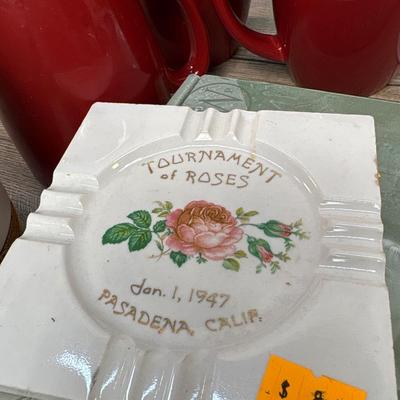 TOURNAMENT
of ROSES
Jan. 1, 1947
PASADENA, CALIF.
$